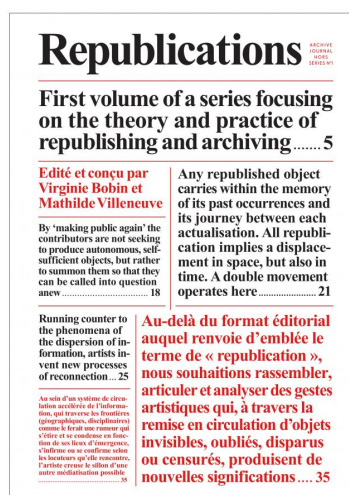 Republications
ARCHIVE
JOURNAL
HORS
SERIES N°1
First volume of a series focusing
on the theory and practice of
republishing and archiving ....... 5
Edité et conçu par
Virginie Bobin et
Mathilde Villeneuve
By ‘making public again’ the
contributors are not seeking
to produce autonomous, self-
sufficient objects, but rather
to summon them so that they
can be called into question
anew ........................... 18
Any republished object
carries within the memory
of its past occurrences and
its journey between each
actualisation. All republi-
cation implies a displace-
ment in space, but also in
time. A double movement
operates here .................. 21
Running counter to
the phenomena of
the dispersion of in-
formation, artists in-
vent new processes
of reconnection ... 25
Au sein d’un système de circu-
lation accélérée de l’informa-
tion, qui traverse les frontières
(géographiques, disciplinaires)
comme le ferait une rumeur qui
s’étire et se condense en fonc-
tion de ses lieux d’émergence,
s’infirme ou se confirme selon
les locuteurs qu’elle rencontre,
l’artiste creuse le sillon d’une
autre médiatisation possible
........................................ 35
Au-delà du format éditorial
auquel renvoie d’emblée le
terme de « republication »,
nous souhaitions rassembler,
articuler et analyser des gestes
artistiques qui, à travers la
remise en circulation d’objets
invisibles, oubliés, disparus
ou censurés, produisent de
nouvelles significations .... 35